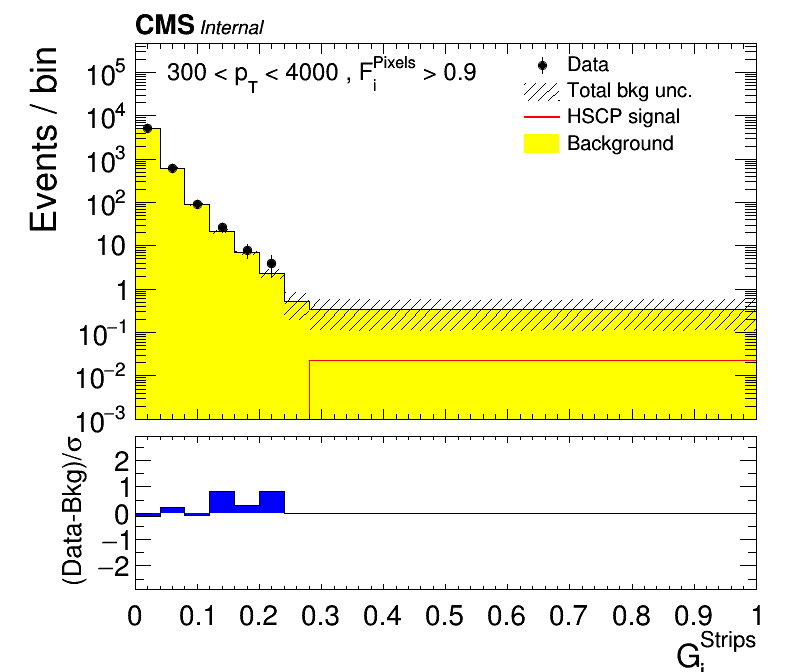 CMS Internal
300 < p_T < 4000 , F_i^Pixels > 0.9
Data
Total bkg unc.
HSCP signal
Background
Events / bin
10^5
10^4
10^3
10^2
10
1
10^−1
10^−2
10^−3
(Data-Bkg)/σ
2
1
0
−1
−2
0 0.1 0.2 0.3 0.4 0.5 0.6 0.7 0.8 0.9 1
G_i^Strips